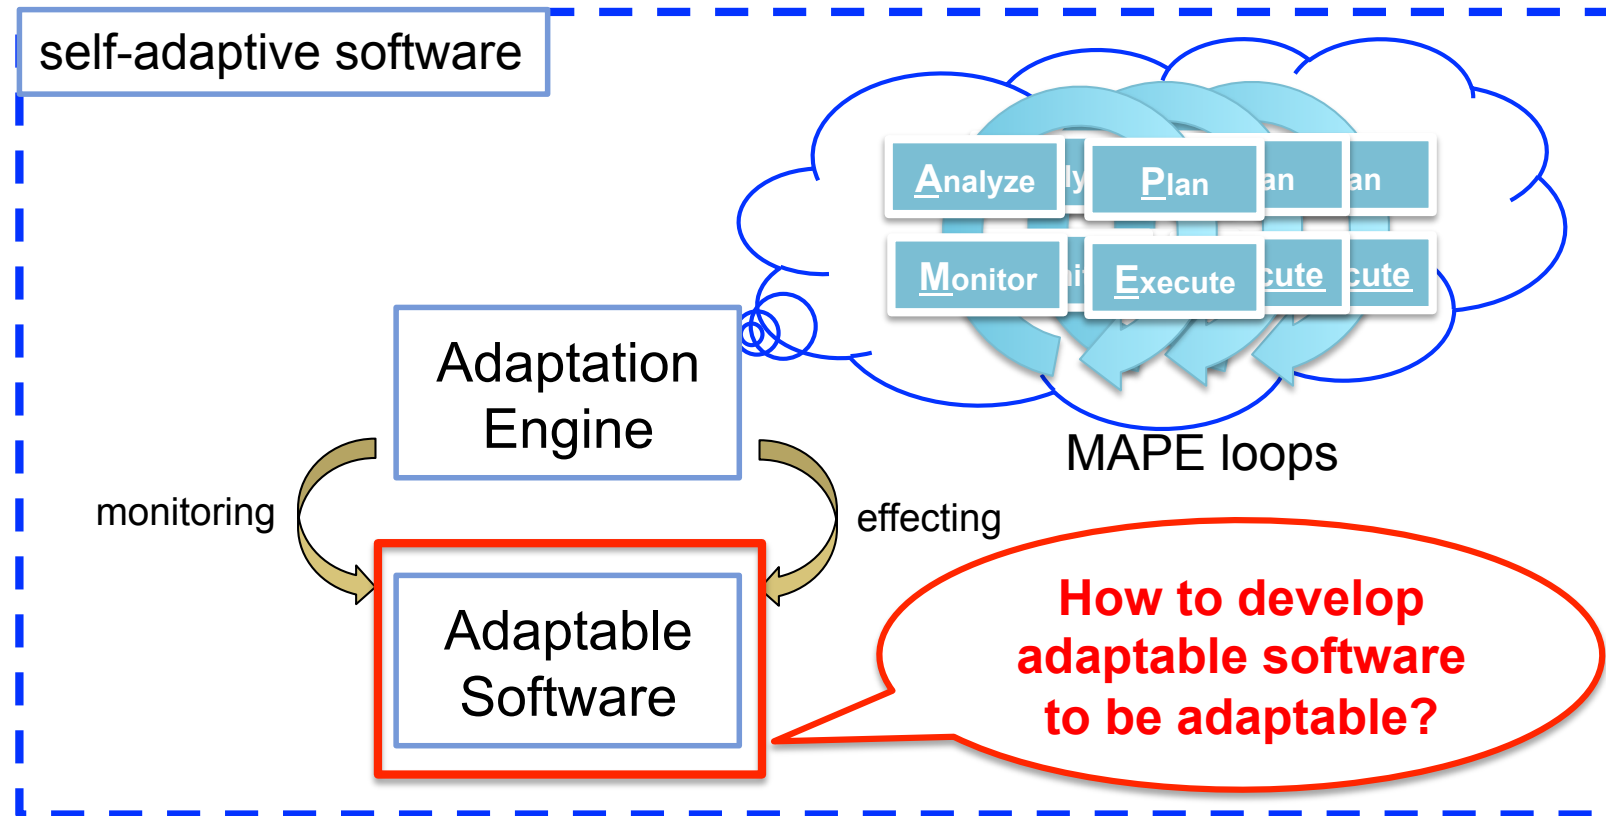 self-adaptive software
Analyze
Plan
an
an
Monitor
Execute
cute
cute
Adaptation
Engine
MAPE loops
monitoring
effecting
Adaptable
Software
How to develop
adaptable software
to be adaptable?